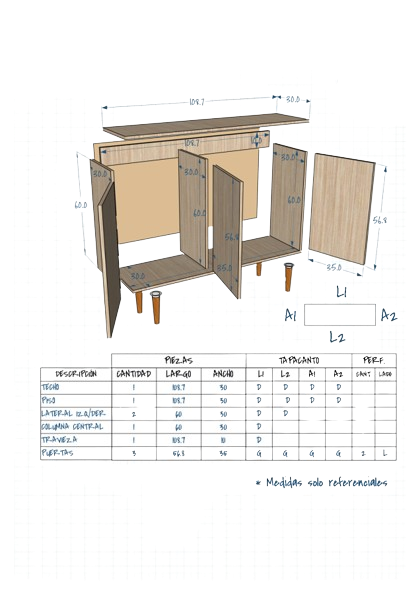 108.7
30.0
108.7
10.0
30.0
30.0
30.0
60.0
60.0
60.0
56.8
56.8
30.0
35.0
35.0
L1
A1
A2
L2
PIEZAS TAPACANTO PERF.
DESCRIPCIÓN CANTIDAD LARGO ANCHO L1 L2 A1 A2 CANT LADO
TECHO 1 108.7 30 D D D D
PISO 1 108.7 30 D D D D
LATERAL IZQ/DER 2 60 30 D D
COLUMNA CENTRAL 1 60 30 D
TRAVIEZA 1 108.7 10 D
PUERTAS 3 56.8 35 G G G G 2 L
* Medidas solo referenciales